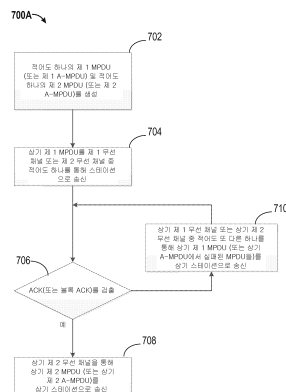 700A
702
적어도 하나의 제 1 MPDU
(또는 제 1 A-MPDU) 및 적어도
하나의 제 2 MPDU (또는 제 2
A-MPDU)를 생성
704
상기 제 1 MPDU를 제 1 무선
채널 또는 제 2 무선 채널 중
적어도 하나를 통해 스테이션
으로 송신
710
상기 제 1 무선 채널 또는 상기 제 2
무선 채널 중 적어도 또 다른 하나를
통해 상기 제 1 MPDU (또는 상기
A-MPDU에서 실패된 MPDU들)를
상기 스테이션으로 송신
706
ACK(또는 블록 ACK)를 검출
예
708
상기 제 2 무선 채널을 통해
상기 제 2 MPDU (또는 상기
제 2 A-MPDU)를
상기 스테이션으로 송신